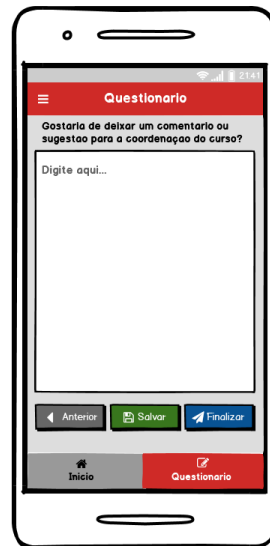 21:41
Questionario
Gostaria de deixar um comentario ou
sugestao para a coordenaçao do curso?
Digite aqui...
Anterior
Salvar
Finalizar
Inicio
Questionario